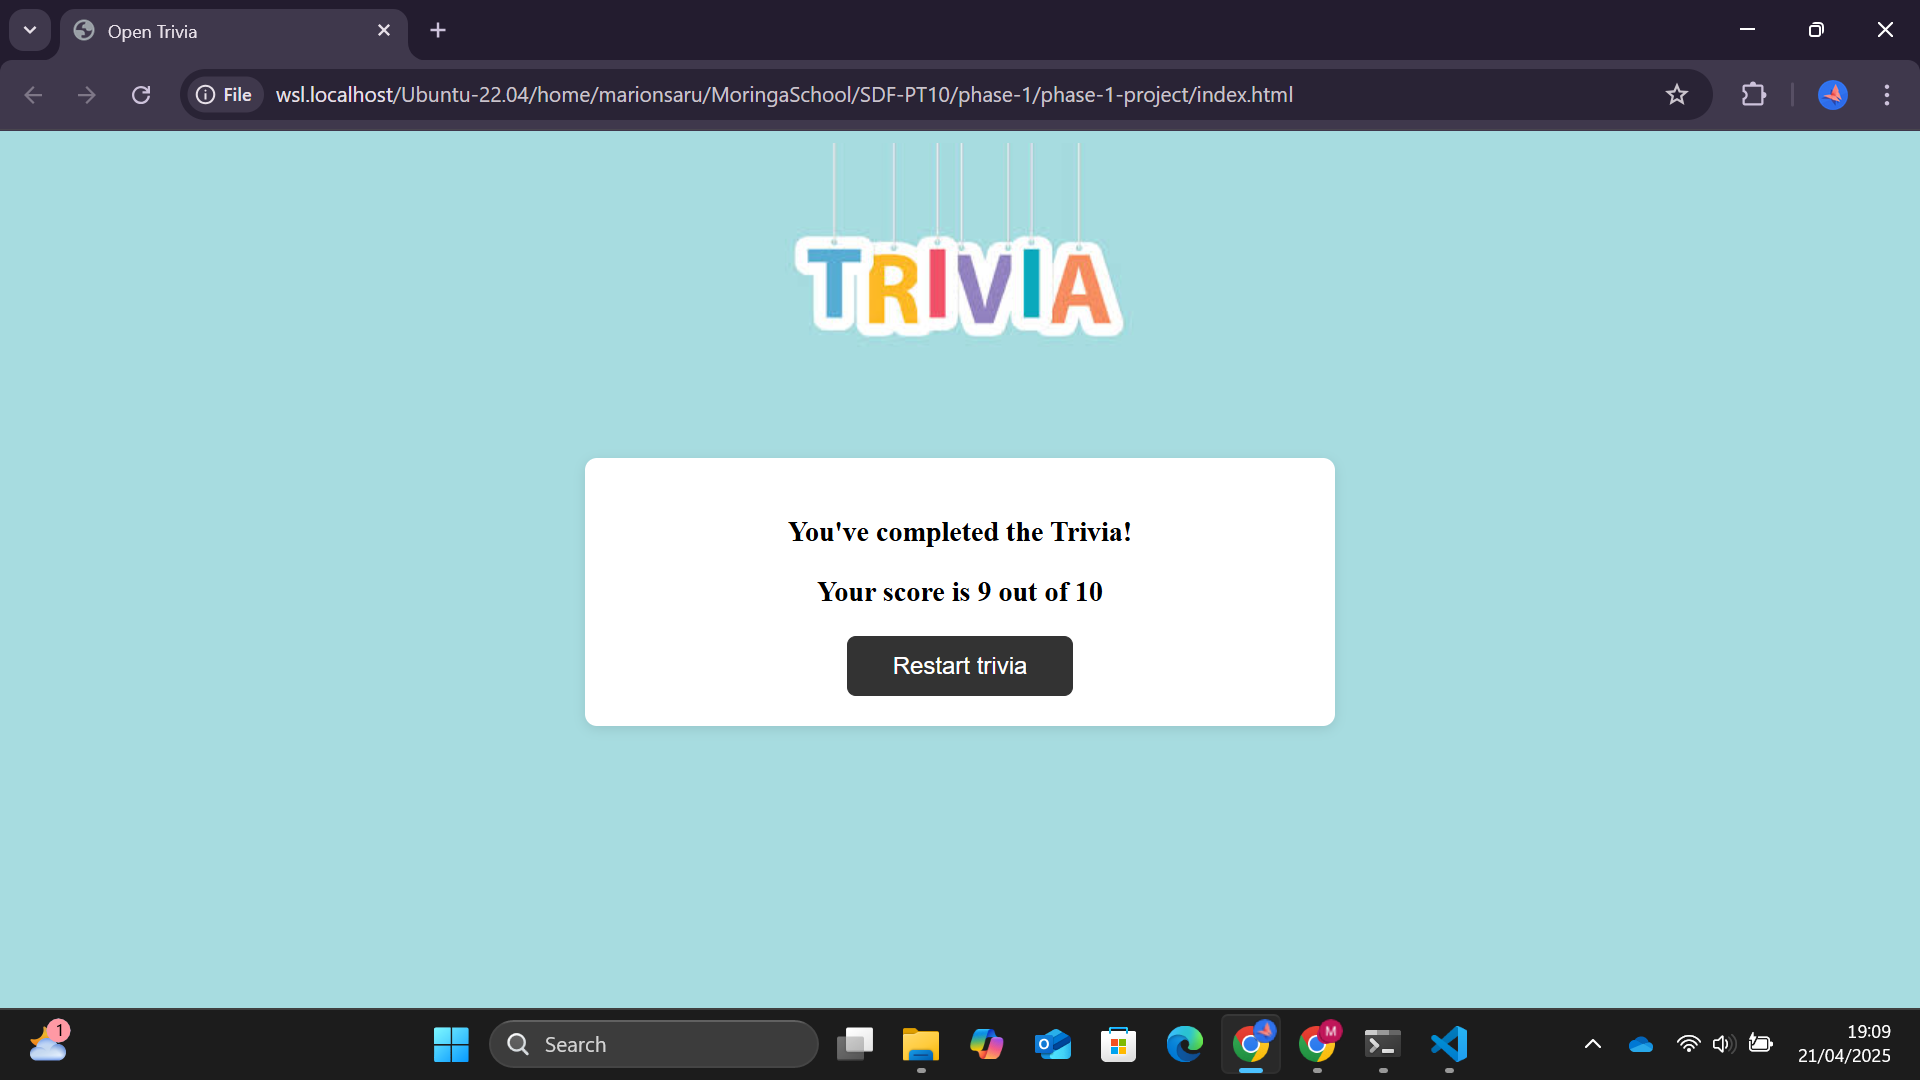 Open Trivia
File
wsl.localhost/Ubuntu-22.04/home/marionsaru/MoringaSchool/SDF-PT10/phase-1/phase-1-project/index.html
TRIVIA
You've completed the Trivia!
Your score is 9 out of 10
Restart trivia
1
Search
M
19:09
21/04/2025